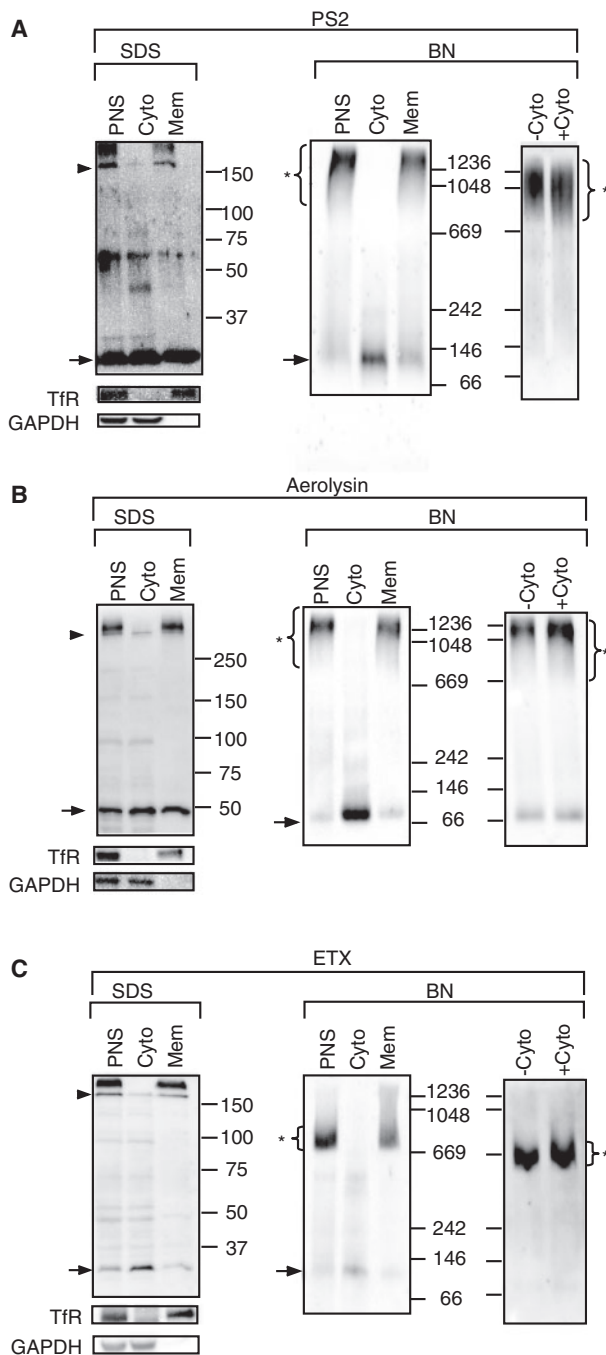 A
PS2
SDS
BN
PNS
Cyto
Mem
PNS
Cyto
Mem
-Cyto
+Cyto
150
100
75
50
37
*
1236
1048
669
242
146
66
*
TfR
GAPDH
B
Aerolysin
SDS
BN
PNS
Cyto
Mem
PNS
Cyto
Mem
-Cyto
+Cyto
250
150
100
75
50
*
1236
1048
669
242
146
66
*
TfR
GAPDH
C
ETX
SDS
BN
PNS
Cyto
Mem
PNS
Cyto
Mem
-Cyto
+Cyto
150
100
75
50
37
*
1236
1048
669
242
146
66
*
TfR
GAPDH